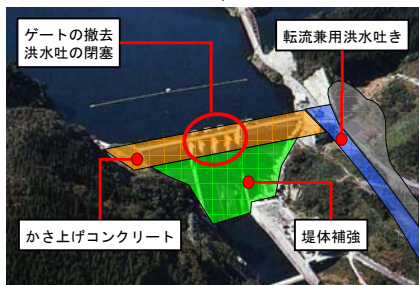 ゲートの撤去
洪水吐の閉塞
転流兼用洪水吐き
かさ上げコンクリート
堤体補強